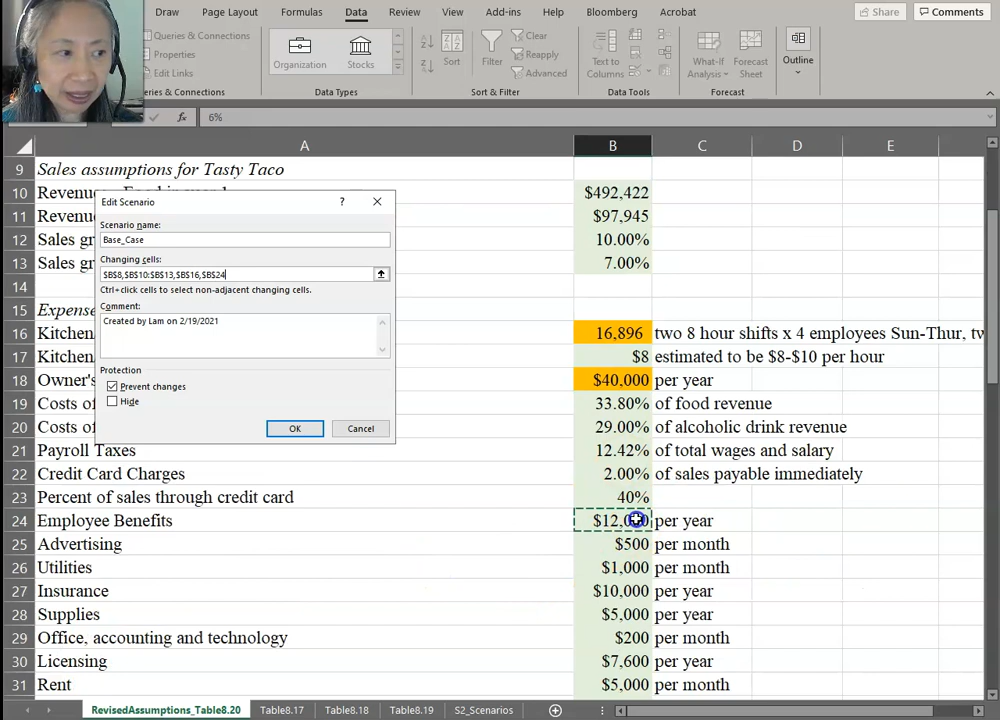 Draw Page Layout Formulas Data Review View Add-ins Help Bloomberg Acrobat Share Comments
Queries & Connections
Properties
Edit Links
Organization Stocks
Sort Filter
Clear
Reapply
Advanced
Text to Columns
What-If Analysis
Forecast Sheet
Outline
Queries & Connections Data Types Sort & Filter Data Tools Forecast
fx 6%
A B C D E
9 Sales assumptions for Tasty Taco
10 $492,422
11 $97,945
12 Sales 10.00%
13 Sales 7.00%
14
15
16 Kitchen 16,896 two 8 hour shifts x 4 employees Sun-Thur,
17 Kitchen $8 estimated to be $8-$10 per hour
18 Owner's $40,000 per year
19 Costs 33.80% of food revenue
20 Costs 29.00% of alcoholic drink revenue
21 Payroll Taxes 12.42% of total wages and salary
22 Credit Card Charges 2.00% of sales payable immediately
23 Percent of sales through credit card 40%
24 Employee Benefits per year
25 Advertising $500 per month
26 Utilities $1,000 per month
27 Insurance $10,000 per year
28 Supplies $5,000 per year
29 Office, accounting and technology $200 per month
30 Licensing $7,600 per year
31 Rent $5,000 per month
Edit Scenario ?
Scenario name:
Base_Case
Changing cells:
$B$8,$B$10:$B$13,$B$16,$B$24
Ctrl+click cells to select non-adjacent changing cells.
Comment:
Created by Lam on 2/19/2021
Protection
Prevent changes
Hide
OK Cancel
RevisedAssumptions_Table8.20 Table8.17 Table8.18 Table8.19 S2_Scenarios